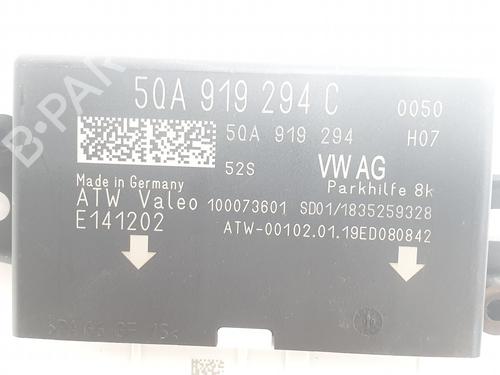 5QA 919 294 C 0050
5QA 919 294 H07
52S VW AG
Made in Germany Parkhilfe 8k
ATW Valeo 100073601 SD01/1835259328
E141202 ATW-00102.01.19ED080842
B-PAR